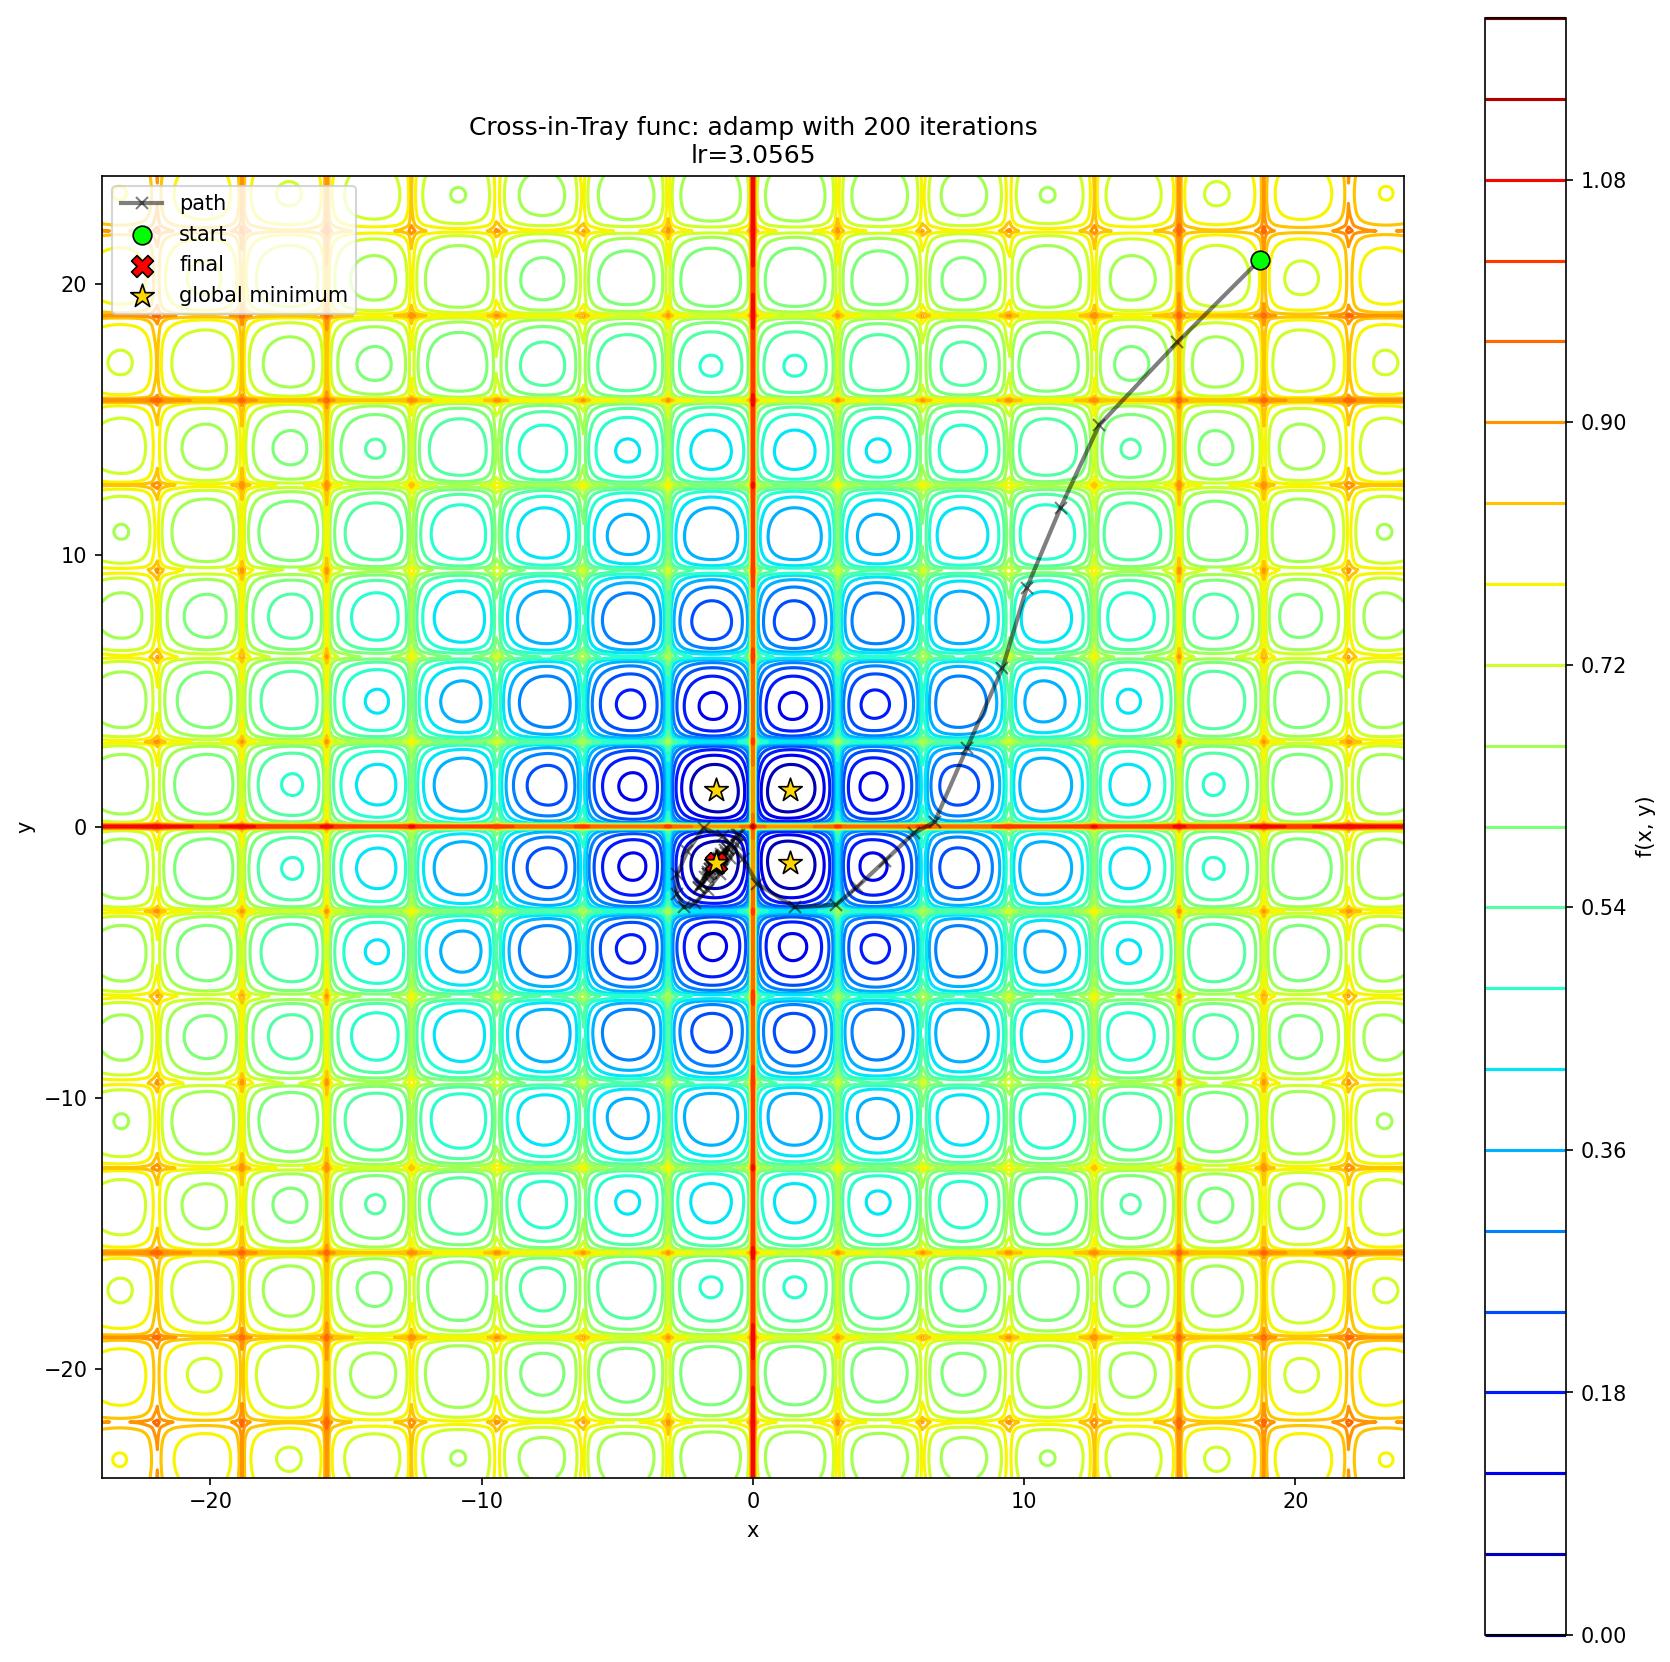 Cross-in-Tray func: adamp with 200 iterations
lr=3.0565
path
start
final
global minimum
20
10
0
−10
−20
y
−20
−10
0
10
20
x
1.08
0.90
0.72
0.54
0.36
0.18
0.00
f(x, y)